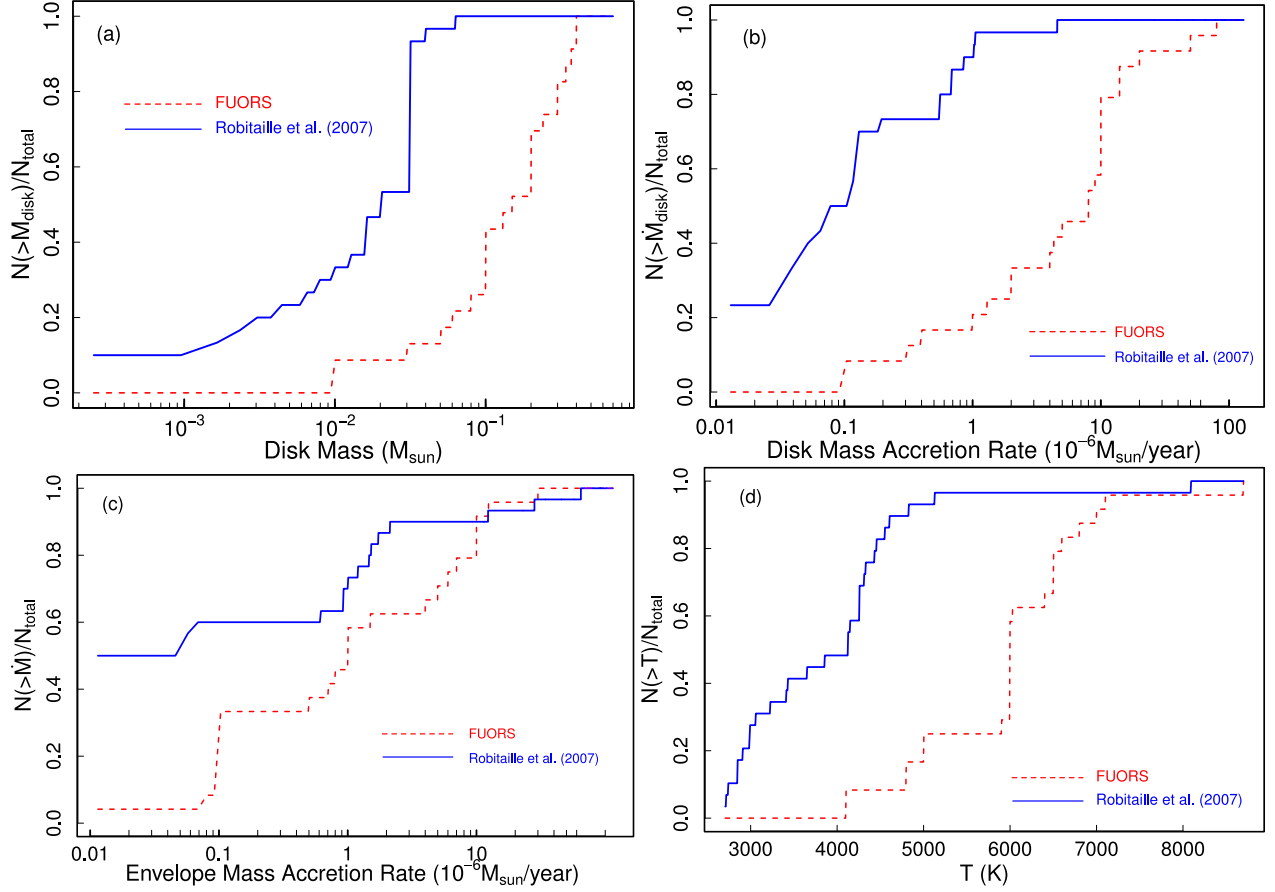 (a)
FUORS
Robitaille et al. (2007)
N(>M_disk)/N_total
0.0 0.2 0.4 0.6 0.8 1.0
10⁻³ 10⁻² 10⁻¹
Disk Mass (M_sun)
(b)
FUORS
Robitaille et al. (2007)
N(>Ṁ_disk)/N_total
0.0 0.2 0.4 0.6 0.8 1.0
0.01 0.1 1 10 100
Disk Mass Accretion Rate (10⁻⁶M_sun/year)
(c)
FUORS
Robitaille et al. (2007)
N(>Ṁ)/N_total
0.0 0.2 0.4 0.6 0.8 1.0
0.01 0.1 1 10 100
Envelope Mass Accretion Rate (10⁻⁶M_sun/year)
(d)
FUORS
Robitaille et al. (2007)
N(>T)/N_total
0.0 0.2 0.4 0.6 0.8 1.0
3000 4000 5000 6000 7000 8000
T (K)